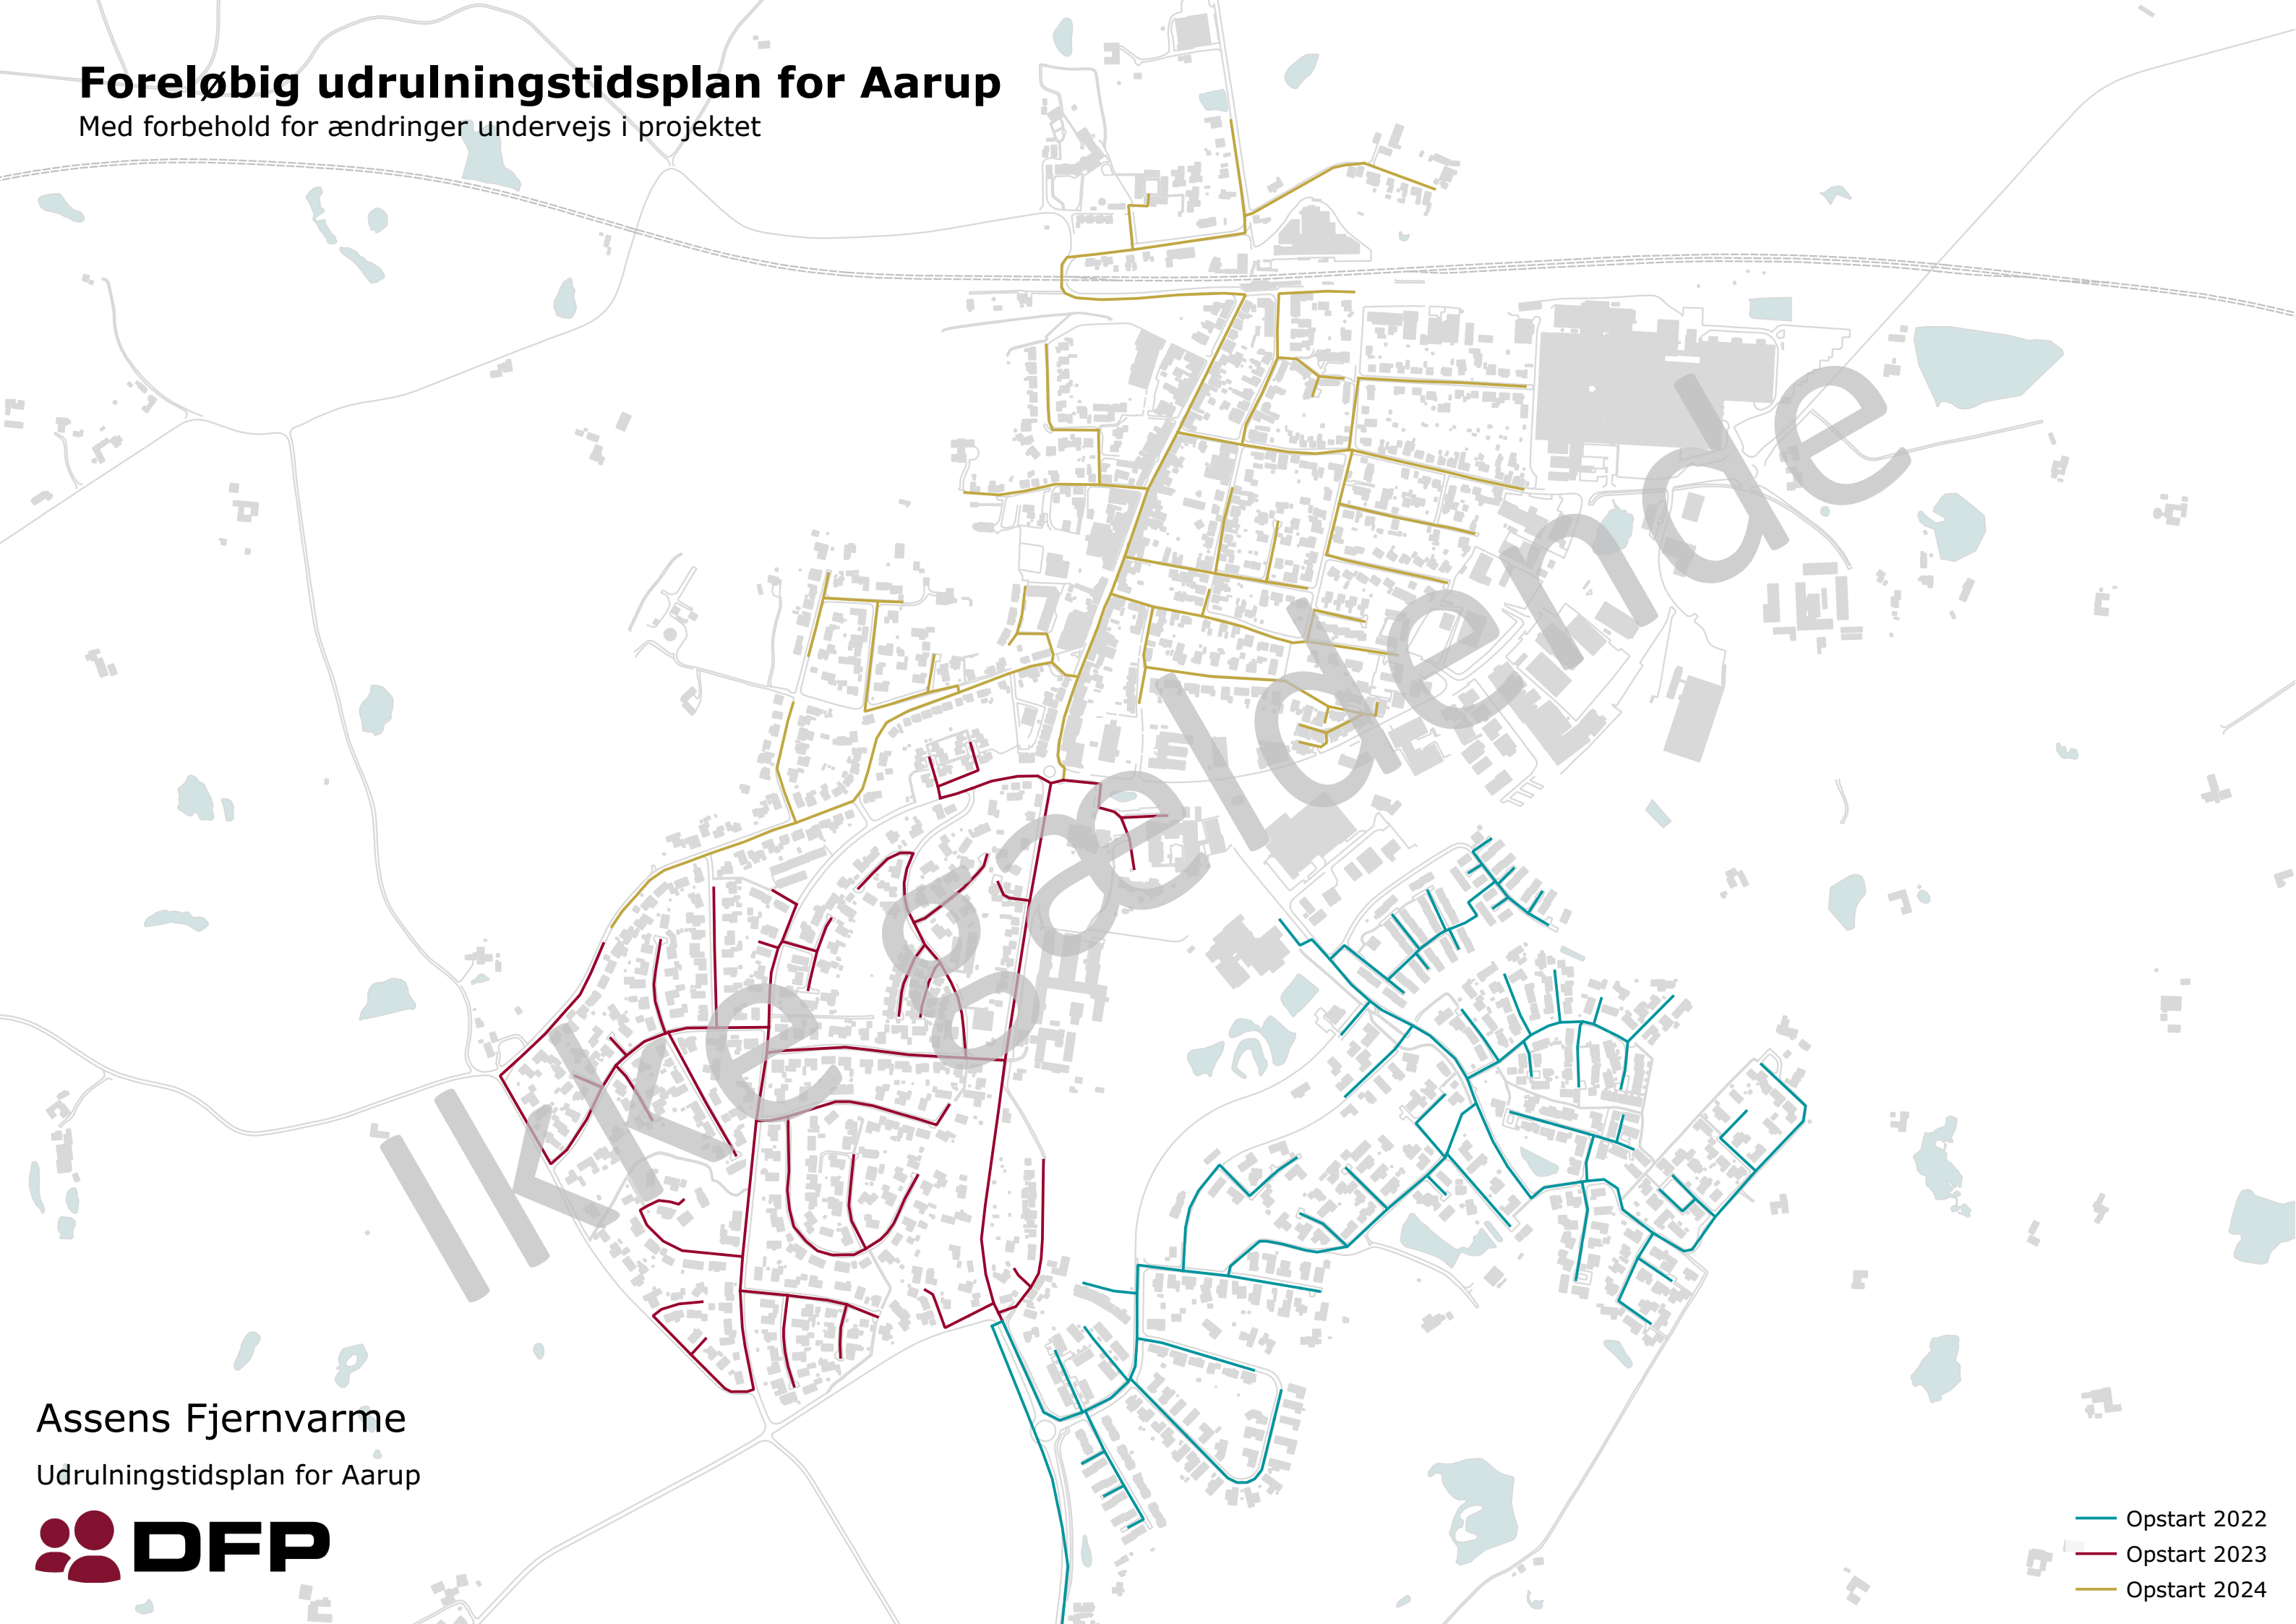 Foreløbig udrulningstidsplan for Aarup
Med forbehold for ændringer undervejs i projektet
Ikke gældende
Assens Fjernvarme
Udrulningstidsplan for Aarup
DFP
Opstart 2022
Opstart 2023
Opstart 2024